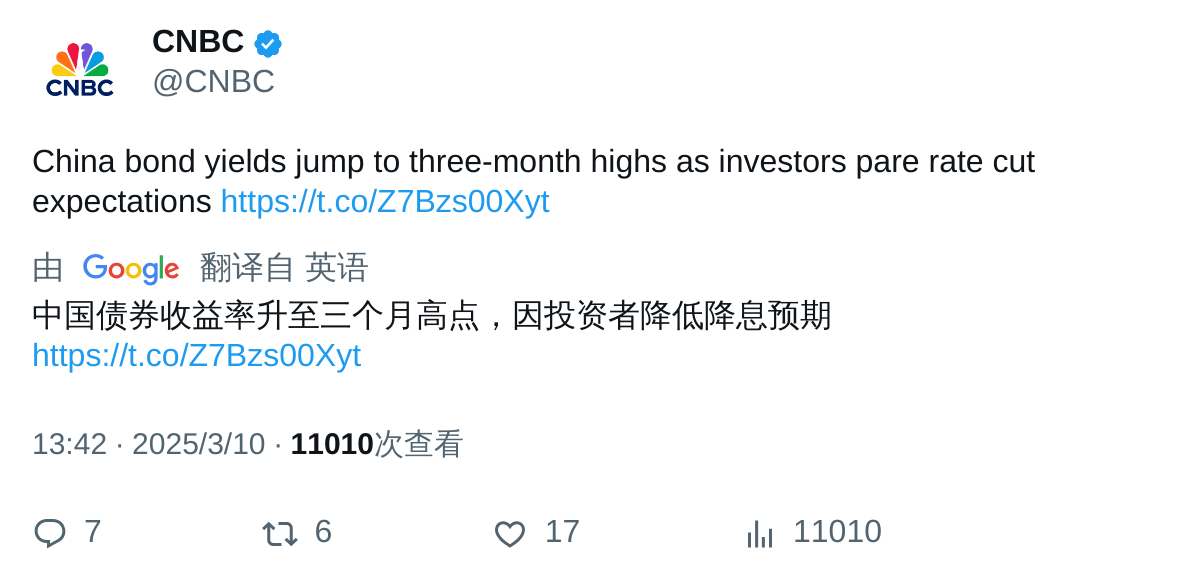 CNBC
CNBC
@CNBC
China bond yields jump to three-month highs as investors pare rate cut
expectations https://t.co/Z7Bzs00Xyt
由 Google 翻译自 英语
中国债券收益率升至三个月高点，因投资者降低降息预期
https://t.co/Z7Bzs00Xyt
13:42 · 2025/3/10 · 11010次查看
7 6 17 11010